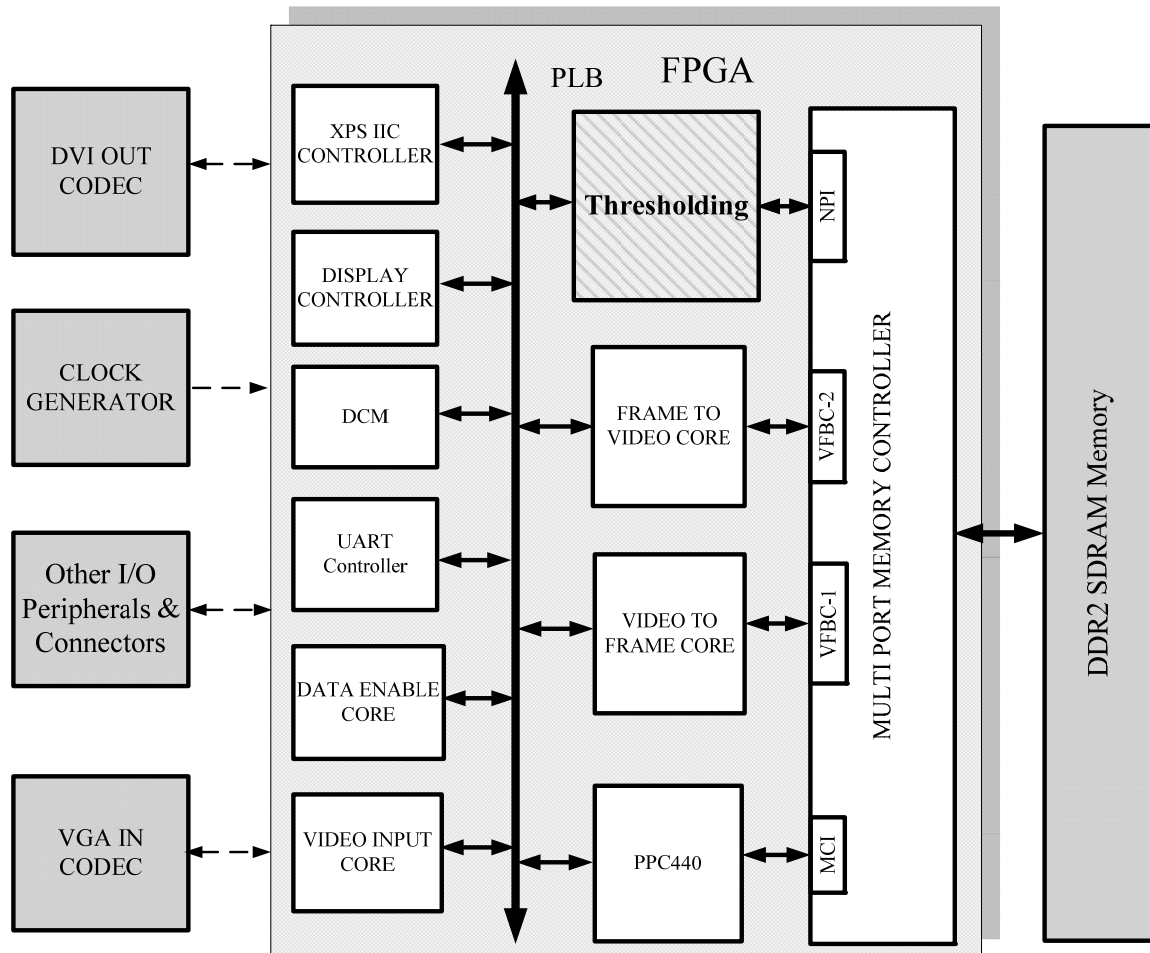 FPGA
PLB
DVI OUT
CODEC
CLOCK
GENERATOR
Other I/O
Peripherals &
Connectors
VGA IN
CODEC
XPS IIC
CONTROLLER
DISPLAY
CONTROLLER
DCM
UART
Controller
DATA ENABLE
CORE
VIDEO INPUT
CORE
Thresholding
FRAME TO
VIDEO CORE
VIDEO TO
FRAME CORE
PPC440
NPI
VFBC-2
VFBC-1
MCI
MULTI PORT MEMORY CONTROLLER
DDR2 SDRAM Memory